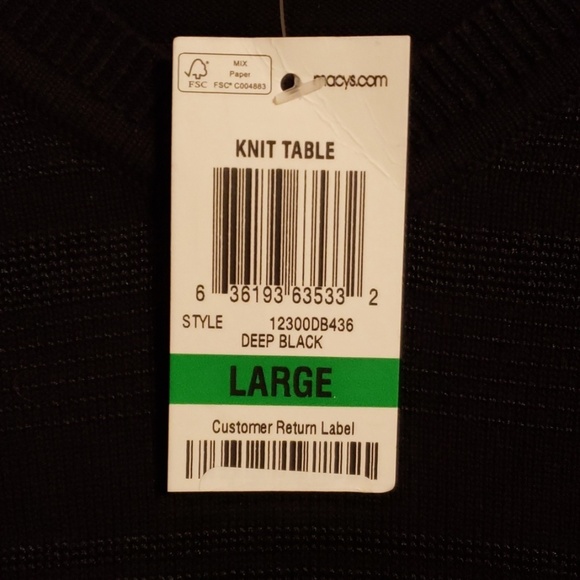 FSC
MIX
Paper
FSC® C004883
macys.com
KNIT TABLE
6 36193 63533 2
STYLE 12300DB436
DEEP BLACK
LARGE
Customer Return Label